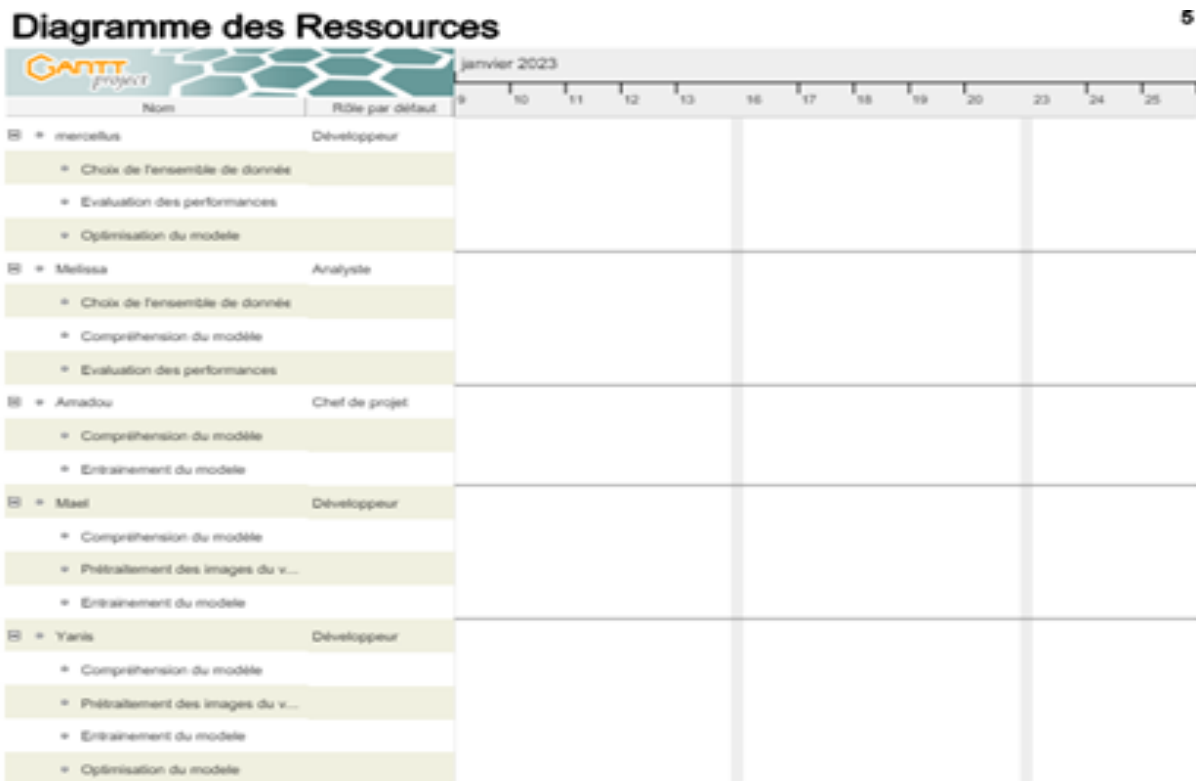 Diagramme des Ressources
5
GANTT project
janvier 2023
Nom Rôle par défaut
9 10 11 12 13 16 17 18 19 20 23 24 25
mercellus Développeur
Choix de l'ensemble de donnée
Evaluation des performances
Optimisation du modele
Melissa Analyste
Choix de l'ensemble de donnée
Compréhension du modèle
Evaluation des performances
Amadou Chef de projet
Compréhension du modèle
Entrainement du modele
Mael Développeur
Compréhension du modèle
Prétraitement des images du v...
Entrainement du modele
Yanis Développeur
Compréhension du modèle
Prétraitement des images du v...
Entrainement du modele
Optimisation du modele